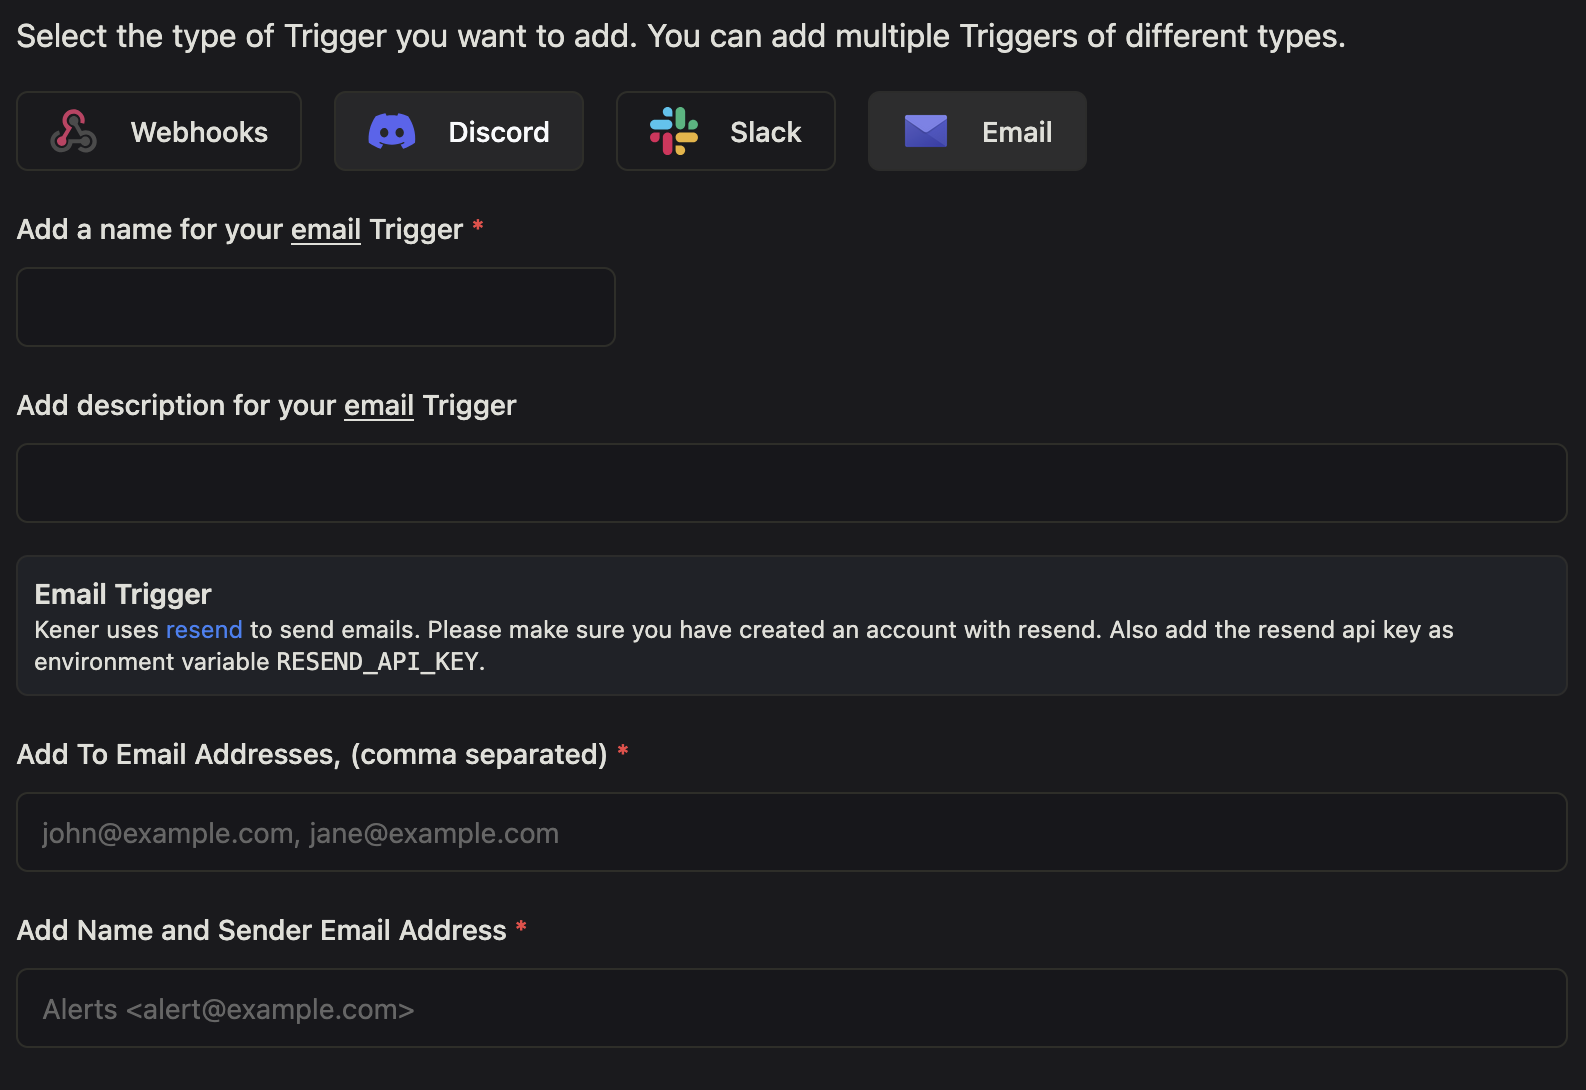 Select the type of Trigger you want to add. You can add multiple Triggers of different types.
Webhooks Discord Slack Email
Add a name for your email Trigger *
Add description for your email Trigger
Email Trigger
Kener uses resend to send emails. Please make sure you have created an account with resend. Also add the resend api key as
environment variable RESEND_API_KEY.
Add To Email Addresses, (comma separated) *
john@example.com, jane@example.com
Add Name and Sender Email Address *
Alerts <alert@example.com>